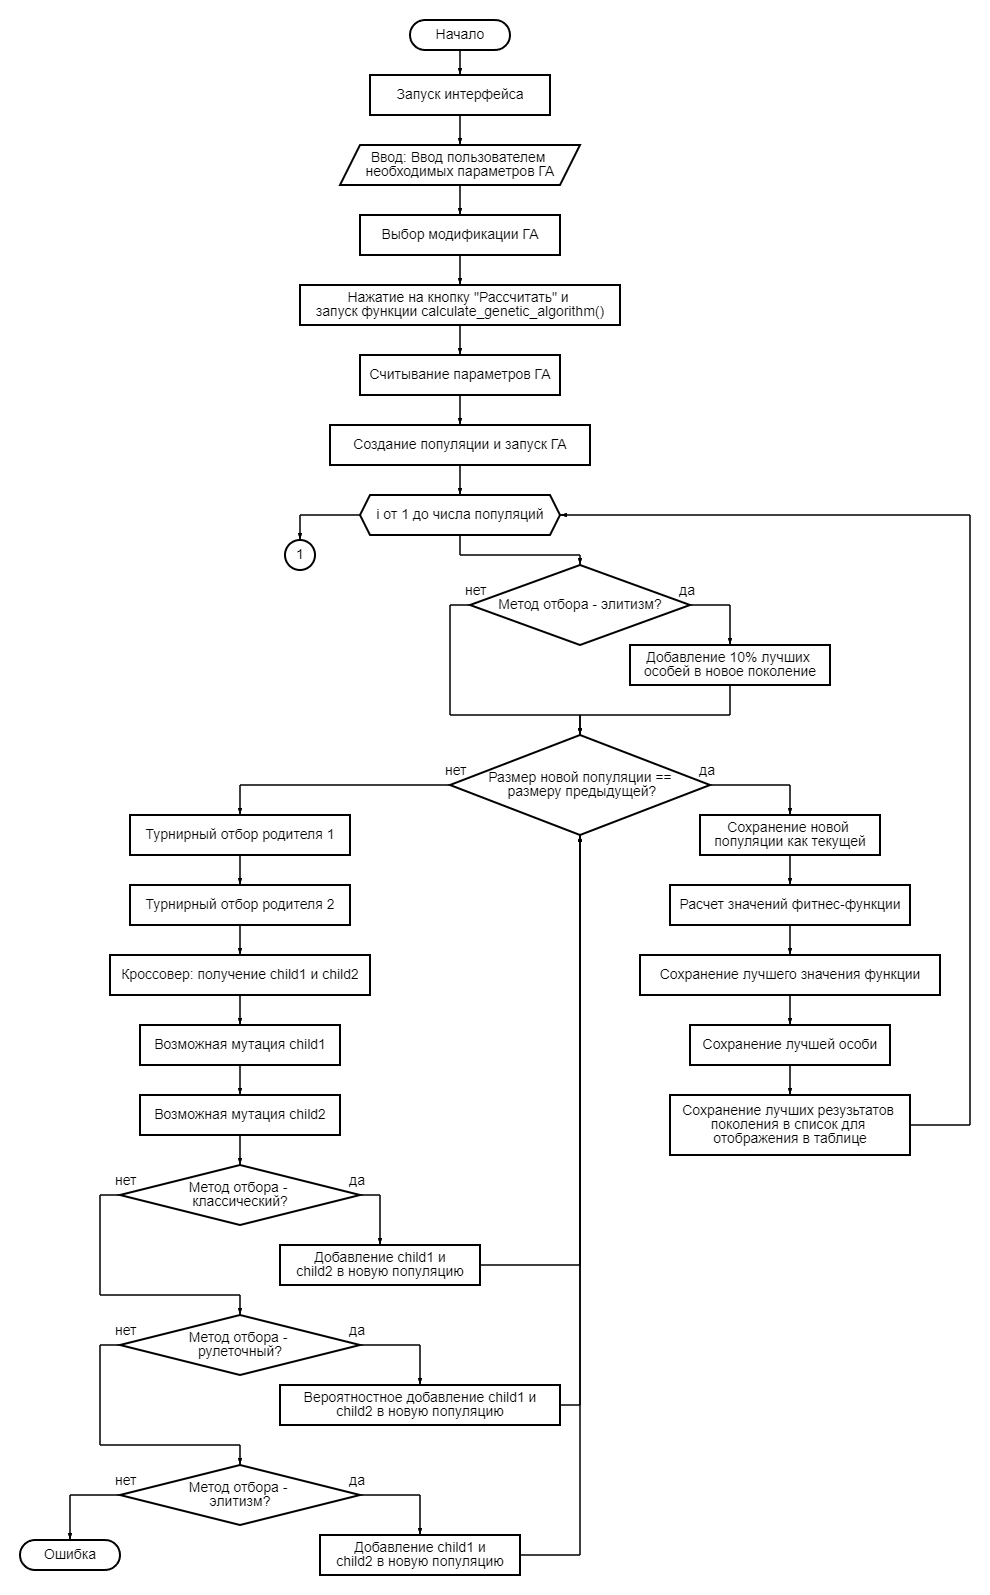 Начало
Запуск интерфейса
Ввод: Ввод пользователем
необходимых параметров ГА
Выбор модификации ГА
Нажатие на кнопку "Рассчитать" и
запуск функции calculate_genetic_algorithm()
Считывание параметров ГА
Создание популяции и запуск ГА
i от 1 до числа популяций
1
нет
Метод отбора - элитизм?
да
Добавление 10% лучших
особей в новое поколение
нет
Размер новой популяции ==
размеру предыдущей?
да
Турнирный отбор родителя 1
Турнирный отбор родителя 2
Кроссовер: получение child1 и child2
Возможная мутация child1
Возможная мутация child2
нет
Метод отбора -
классический?
да
Добавление child1 и
child2 в новую популяцию
нет
Метод отбора -
рулеточный?
да
Вероятностное добавление child1 и
child2 в новую популяцию
нет
Метод отбора -
элитизм?
да
Добавление child1 и
child2 в новую популяцию
Ошибка
Сохранение новой
популяции как текущей
Расчет значений фитнес-функции
Сохранение лучшего значения функции
Сохранение лучшей особи
Сохранение лучших резузьтатов
поколения в список для
отображения в таблице